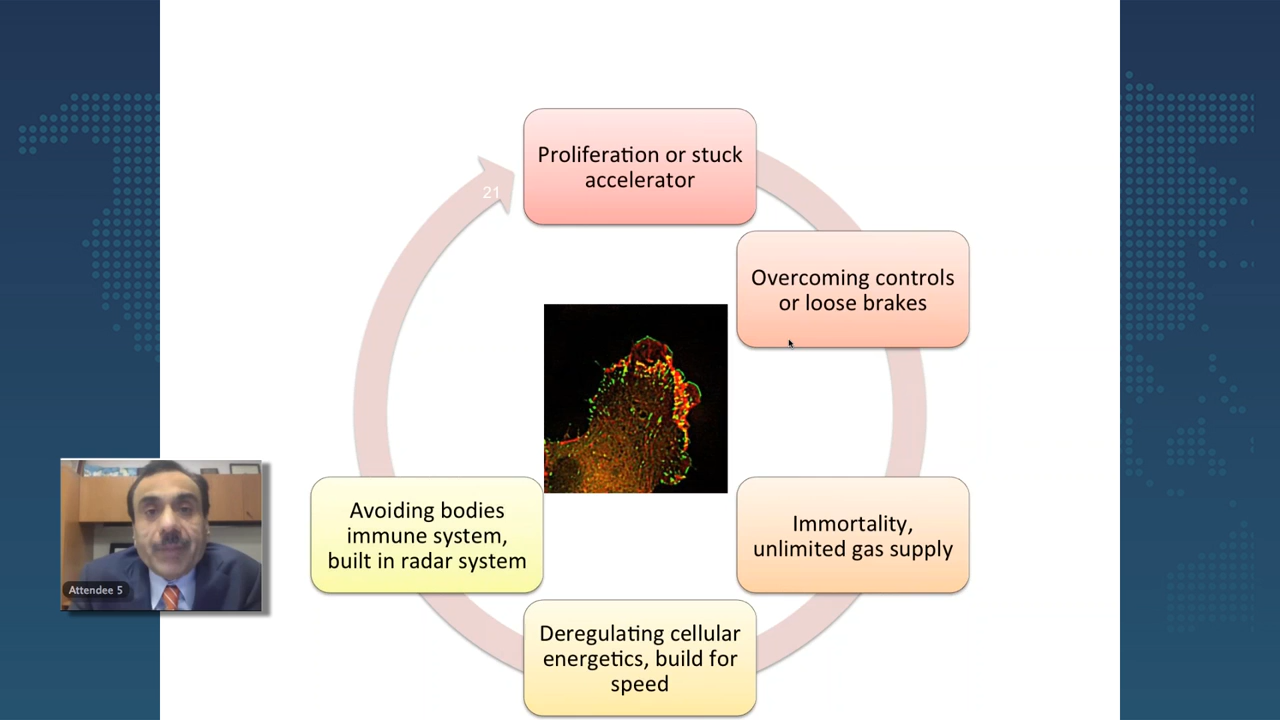 Proliferation or stuck
accelerator
21
Overcoming controls
or loose brakes
Immortality,
unlimited gas supply
Deregulating cellular
energetics, build for
speed
Avoiding bodies
immune system,
built in radar system
Attendee 5